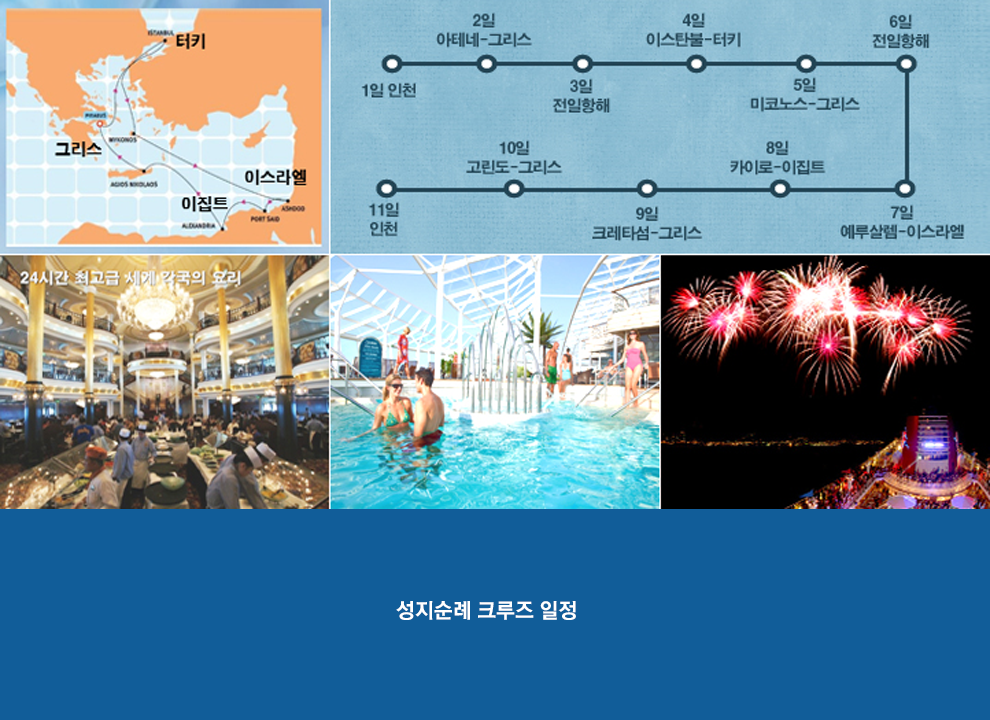 ISTANBUL
터키
PIRAEUS
그리스
MYKONOS
AGIOS NIKOLAOS
이스라엘
이집트
ASHDOD
PORT SAID
ALEXANDRIA
2일
아테네-그리스
4일
이스탄불-터키
6일
전일항해
1일 인천
3일
전일항해
5일
미코노스-그리스
10일
고린도-그리스
8일
카이로-이집트
11일
인천
9일
크레타섬-그리스
7일
예루살렘-이스라엘
24시간 최고급 세계 각국의 요리
성지순례 크루즈 일정